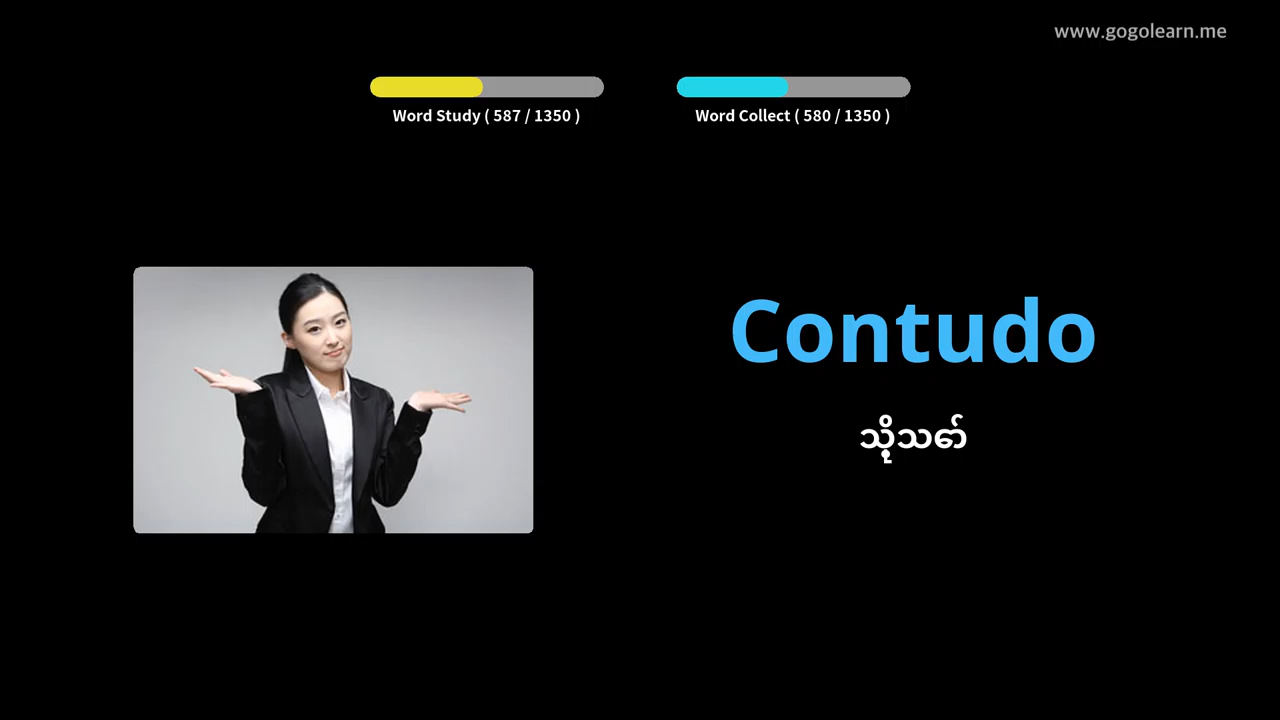 www.gogolearn.me
Word Study ( 587 / 1350 )
Word Collect ( 580 / 1350 )
Contudo
သို့သော်